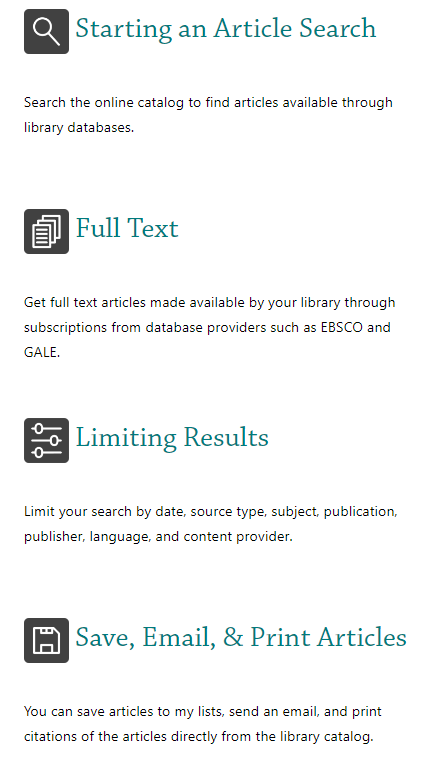 Starting an Article Search
Search the online catalog to find articles available through
library databases.
Full Text
Get full text articles made available by your library through
subscriptions from database providers such as EBSCO and
GALE.
Limiting Results
Limit your search by date, source type, subject, publication,
publisher, language, and content provider.
Save, Email, & Print Articles
You can save articles to my lists, send an email, and print
citations of the articles directly from the library catalog.